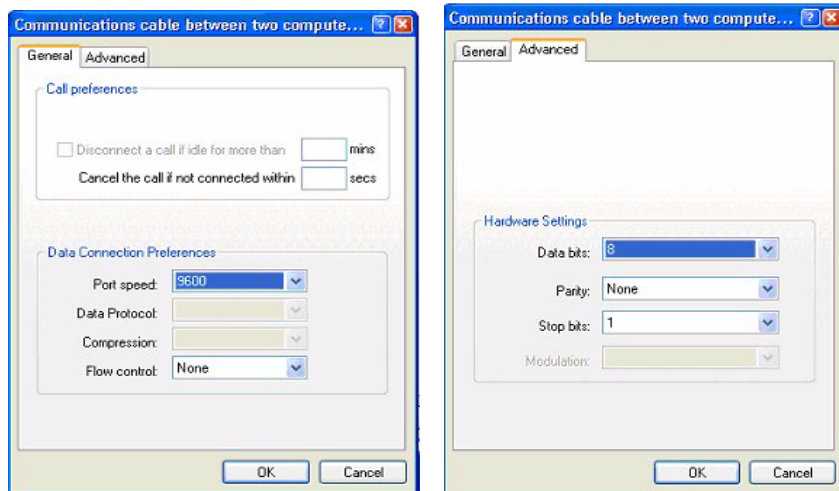 Communications cable between two compute...
General Advanced
Call preferences
Disconnect a call if idle for more than mins
Cancel the call if not connected within secs
Data Connection Preferences
Port speed: 9600
Data Protocol:
Compression:
Flow control: None
OK Cancel
Communications cable between two compute...
General Advanced
Hardware Settings
Data bits: 8
Parity: None
Stop bits: 1
Modulation:
OK Cancel